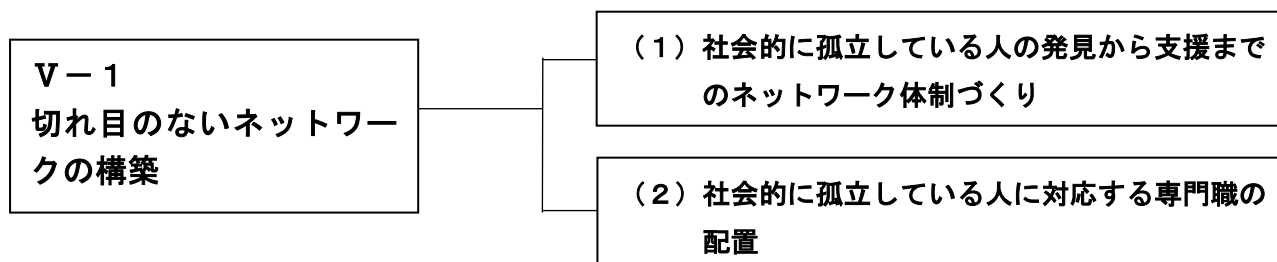 Ⅴ－１
切れ目のないネットワー
クの構築
（１）社会的に孤立している人の発見から支援まで
のネットワーク体制づくり
（２）社会的に孤立している人に対応する専門職の
配置